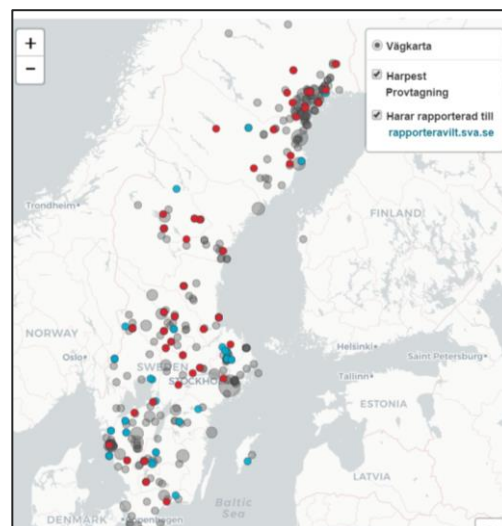 +
−
Vägkarta
Harpest
Provtagning
Harar rapporterad till
rapporteravilt.sva.se
Trondheim
FINLAND
NORWAY
Oslo
Helsinki
Saint Petersburg
SWEDEN
STOCKHO
Tallinn
ESTONIA
LATVIA
Baltic
Sea
DENMARK